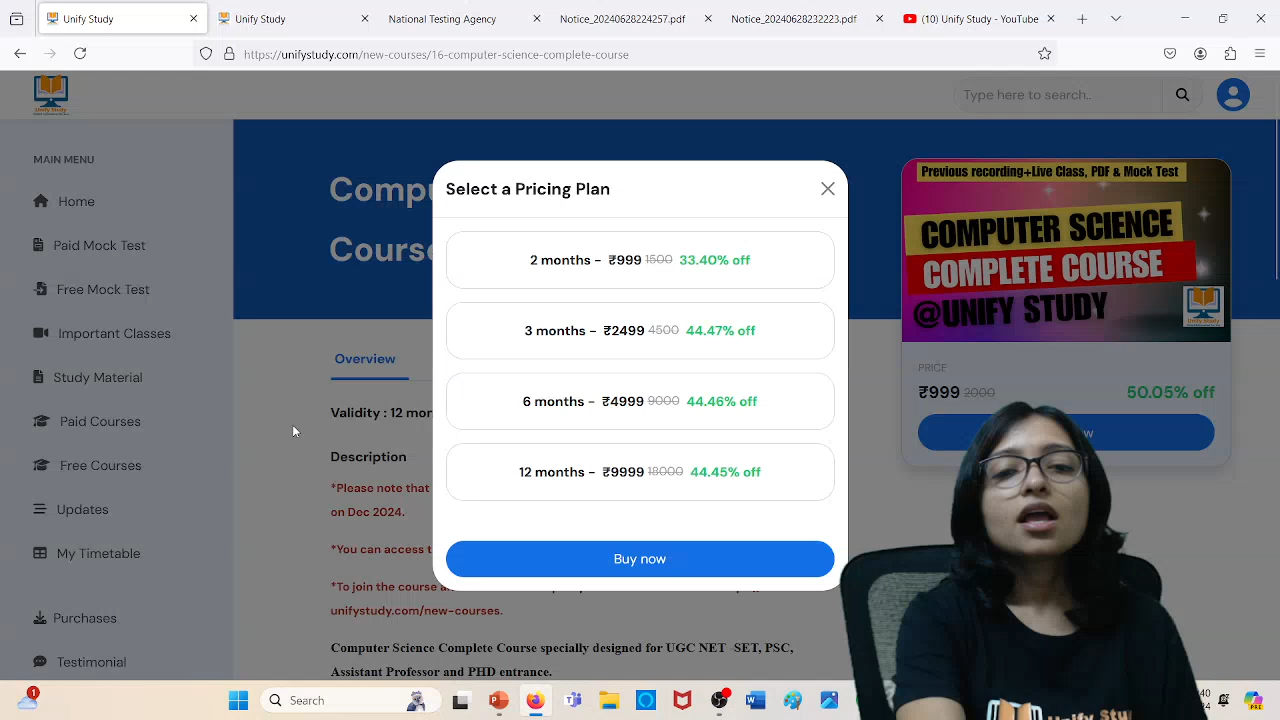 Unify Study
Unify Study
National Testing Agency
Notice_20240628224257.pdf
Notice_20240628232223.pdf
(10) Unify Study - YouTube
https://unifystudy.com/new-courses/16-computer-science-complete-course
Unify Study
Type here to search..
MAIN MENU
Home
Paid Mock Test
Free Mock Test
Important Classes
Study Material
Paid Courses
Free Courses
Updates
My Timetable
Purchases
Testimonial
Compu
Cours
Overview
Validity : 12 mon
Description
*Please note that
on Dec 2024.
*You can access t
*To join the course
unifystudy.com/new-courses.
Computer Science Complete Course specially designed for UGC NET -SET, PSC,
Assistant Professor and PHD entrance.
Select a Pricing Plan
2 months - ₹999 1500 33.40% off
3 months - ₹2499 4500 44.47% off
6 months - ₹4999 9000 44.46% off
12 months - ₹9999 18000 44.45% off
Buy now
Previous recording+Live Class, PDF & Mock Test
COMPUTER SCIENCE
COMPLETE COURSE
@UNIFY STUDY
PRICE
₹999 2000 50.05% off
1
Search